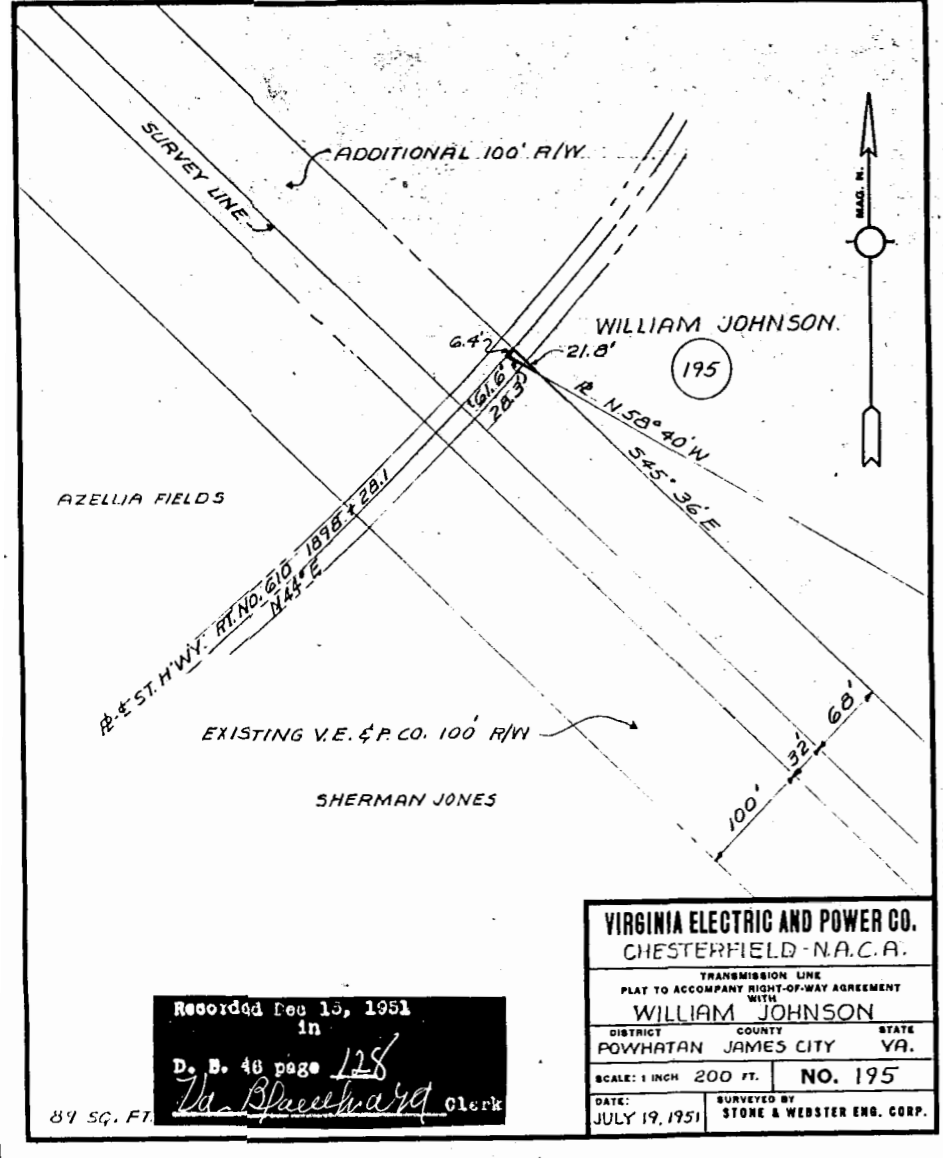 SURVEY LINE
ADDITIONAL 100' R/W
MAG. N.
WILLIAM JOHNSON.
195
6.4'
21.8'
61.6'
28.3'
℄ N.58° 40' W
S45° 36' E
AZELLIA FIELDS
℄-℄ ST. H'WY. RT. NO. 610 1898 + 28.1
N44° E
EXISTING V.E. & P. CO. 100' R/W
SHERMAN JONES
68'
32'
100'
VIRGINIA ELECTRIC AND POWER CO.
CHESTERFIELD - N.A.C.A.
TRANSMISSION LINE
PLAT TO ACCOMPANY RIGHT-OF-WAY AGREEMENT
WITH
WILLIAM JOHNSON
DISTRICT COUNTY STATE
POWHATAN JAMES CITY VA.
SCALE: 1 INCH 200 FT. NO. 195
DATE: SURVEYED BY
JULY 19, 1951 STONE & WEBSTER ENG. CORP.
Recorded Dec 15, 1951
in
D. B. 46 page 128
Clerk
89 SQ. FT.